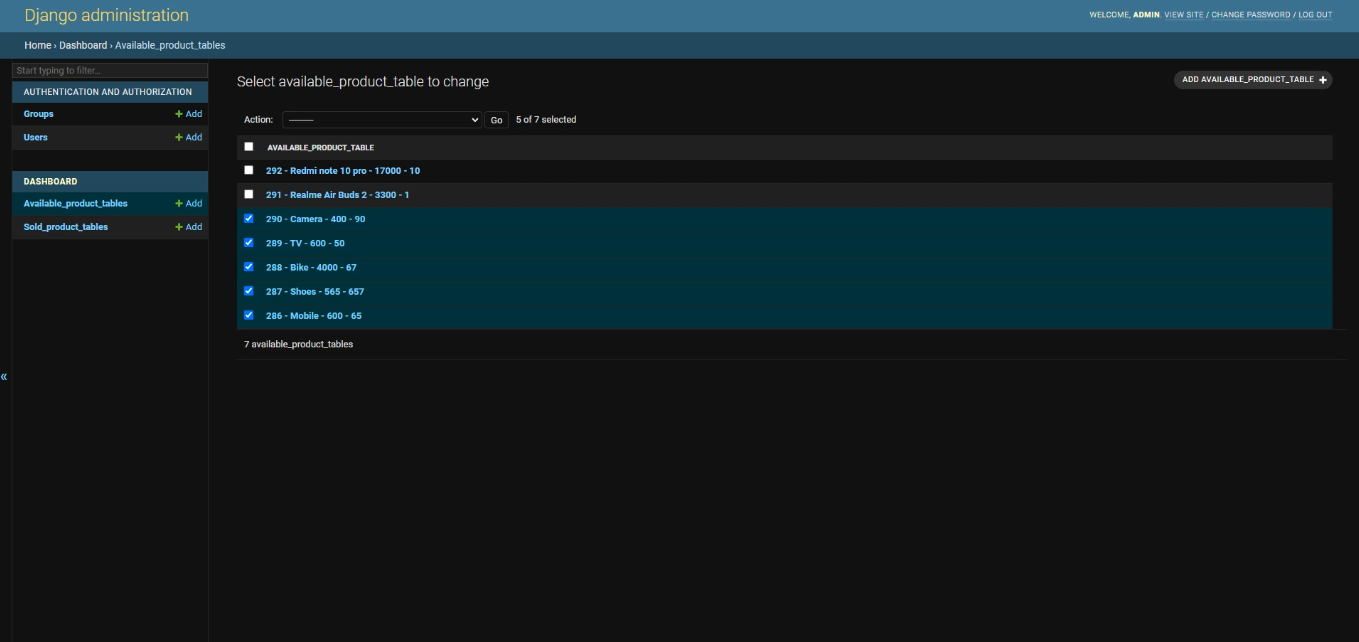 Django administration
WELCOME, ADMIN. VIEW SITE / CHANGE PASSWORD / LOG OUT
Home › Dashboard › Available_product_tables
Start typing to filter...
AUTHENTICATION AND AUTHORIZATION
Groups + Add
Users + Add
DASHBOARD
Available_product_tables + Add
Sold_product_tables + Add
«
Select available_product_table to change
ADD AVAILABLE_PRODUCT_TABLE +
Action: --------- Go 5 of 7 selected
AVAILABLE_PRODUCT_TABLE
292 - Redmi note 10 pro - 17000 - 10
291 - Realme Air Buds 2 - 3300 - 1
290 - Camera - 400 - 90
289 - TV - 600 - 50
288 - Bike - 4000 - 67
287 - Shoes - 565 - 657
286 - Mobile - 600 - 65
7 available_product_tables